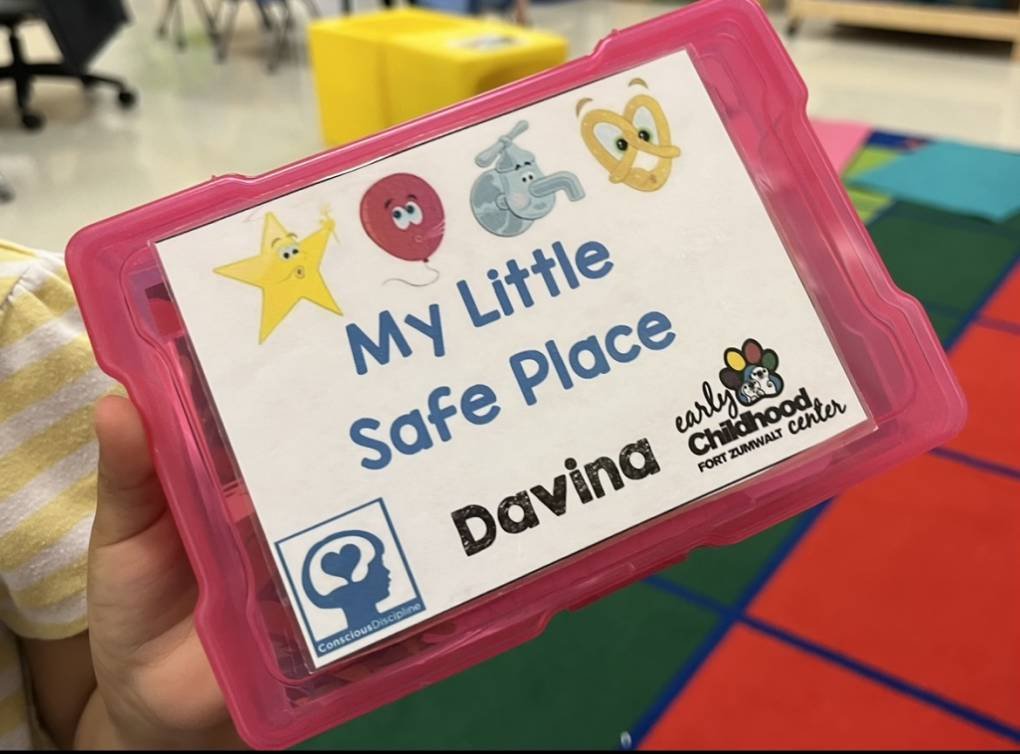 My Little
Safe Place
Davina
early
Childhood
center
FORT ZUMWALT
ConsciousDiscipline